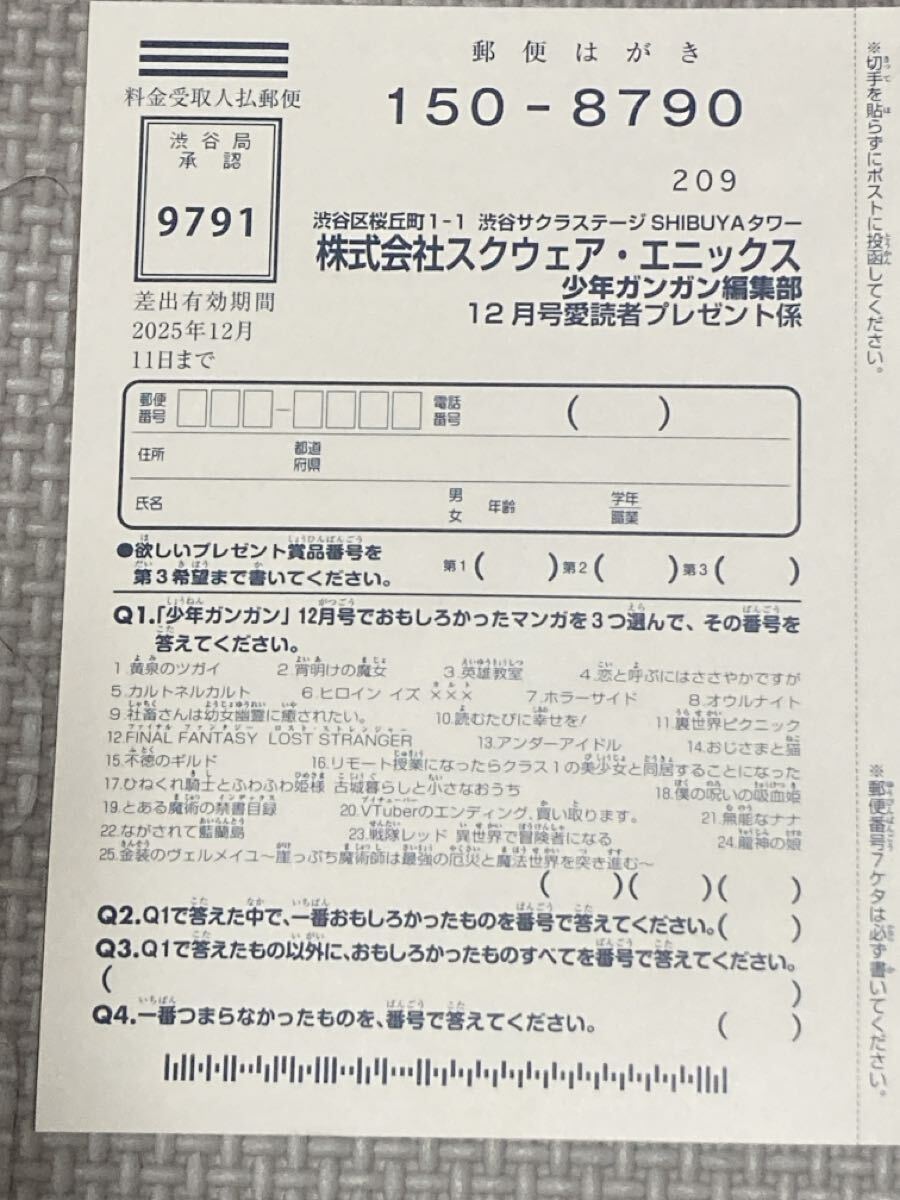 郵便はがき
料金受取人払郵便
150-8790
渋谷局
承認
9791
209
差出有効期間
2025年12月
11日まで
渋谷区桜丘町1-1 渋谷サクラステージ SHIBUYAタワー
株式会社スクウェア・エニックス
少年ガンガン編集部
12月号愛読者プレゼント係
郵便
番号
電話
番号
( )
住所
都道
府県
氏名
男
女
年齢
学年
職業
●欲しいプレゼント賞品番号を
第3希望まで書いてください。
第1( )第2( )第3( )
Q1.「少年ガンガン」12月号でおもしろかったマンガを3つ選んで、その番号を
答えてください。
1.黄泉のツガイ 2.宵明けの魔女 3.英雄教室 4.恋と呼ぶにはささやかですが
5.カルトネルカルト 6.ヒロイン イズ ××× 7.ホラーサイド 8.オウルナイト
9.社畜さんは幼女幽霊に癒されたい。 10.読むたびに幸せを! 11.裏世界ピクニック
12.FINAL FANTASY LOST STRANGER 13.アンダーアイドル 14.おじさまと猫
15.不徳のギルド 16.リモート授業になったらクラス1の美少女と同居することになった
17.ひねくれ騎士とふわふわ姫様 古城暮らしと小さなおうち 18.僕の呪いの吸血姫
19.とある魔術の禁書目録 20.VTuberのエンディング、買い取ります。 21.無能なナナ
22.ながされて藍蘭島 23.戦隊レッド 異世界で冒険者になる 24.龍神の娘
25.金装のヴェルメイユ〜崖っぷち魔術師は最強の厄災と魔法世界を突き進む〜
( )( )( )
Q2.Q1で答えた中で、一番おもしろかったものを番号で答えてください。( )
Q3.Q1で答えたもの以外に、おもしろかったものすべてを番号で答えてください。
( )
Q4.一番つまらなかったものを、番号で答えてください。 ( )
※切手を貼らずにポストに投函してください。
※郵便番号7ケタは必ず書いてください。